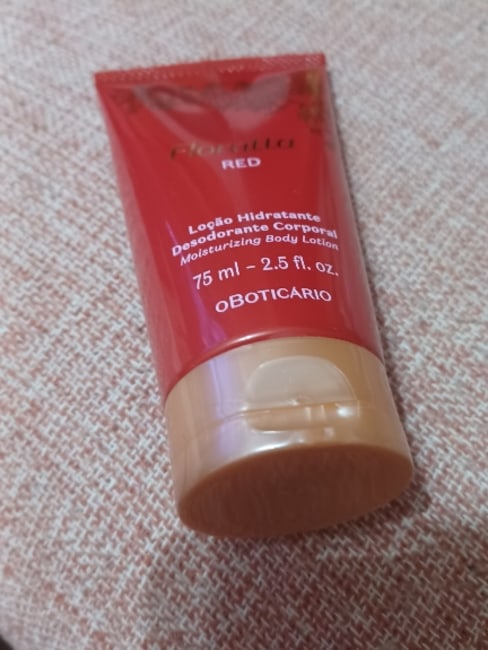 Floratta
RED
Loção Hidratante
Desodorante Corporal
Moisturizing Body Lotion
75 ml - 2.5 fl. oz.
oBOTICÁRIO